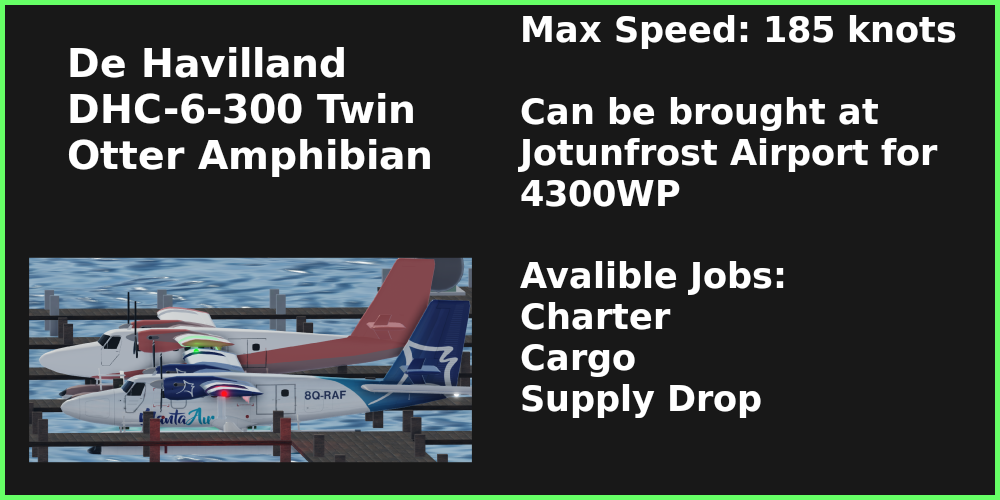 De Havilland
DHC-6-300 Twin
Otter Amphibian
Max Speed: 185 knots
Can be brought at
Jotunfrost Airport for
4300WP
Avalible Jobs:
Charter
Cargo
Supply Drop
8Q-RAF
MantaAir